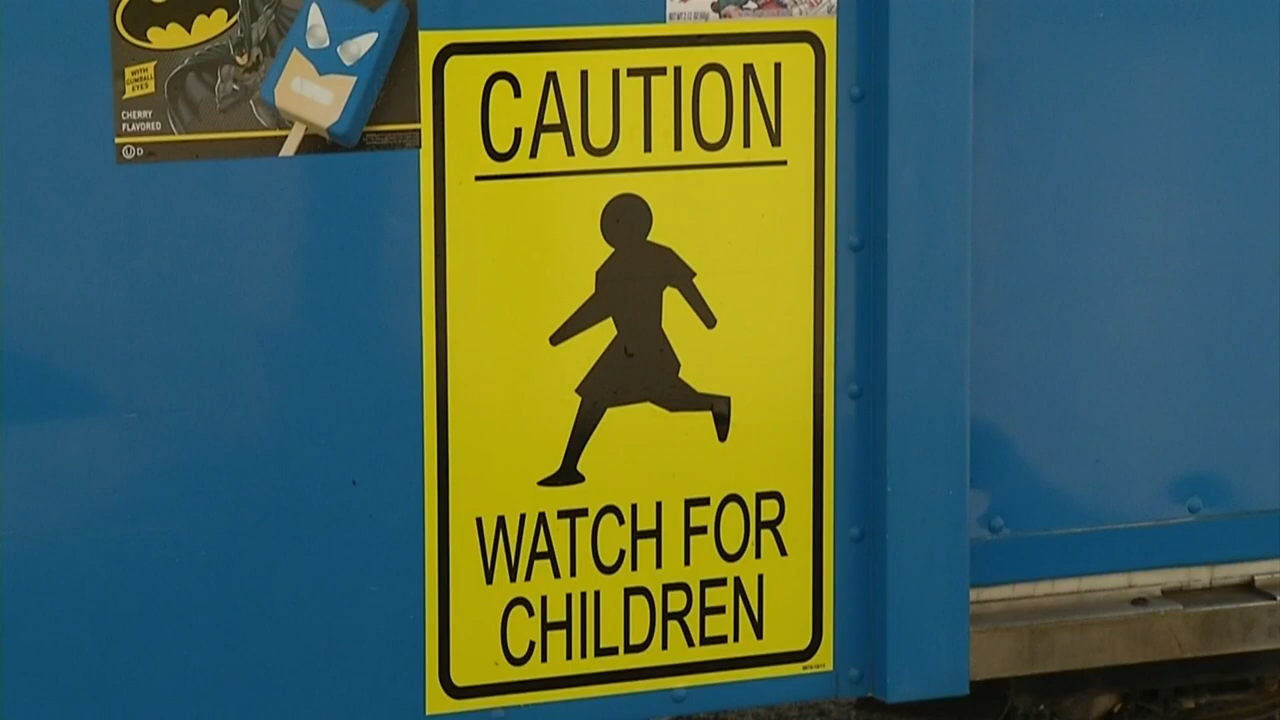 WITH
GUMBALL
EYES
CHERRY
FLAVORED
CAUTION
WATCH FOR
CHILDREN